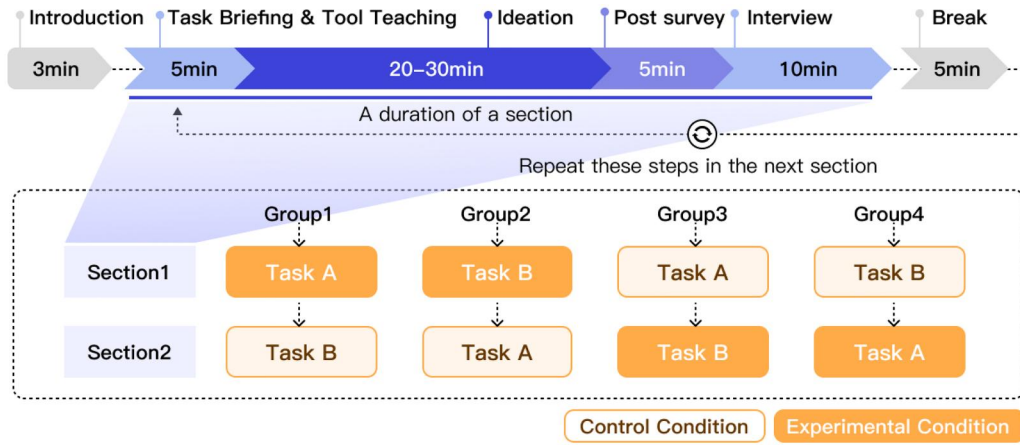 Introduction Task Briefing & Tool Teaching Ideation Post survey Interview Break
3min 5min 20-30min 5min 10min 5min
A duration of a section
Repeat these steps in the next section
Group1 Group2 Group3 Group4
Section1 Task A Task B Task A Task B
Section2 Task B Task A Task B Task A
Control Condition Experimental Condition